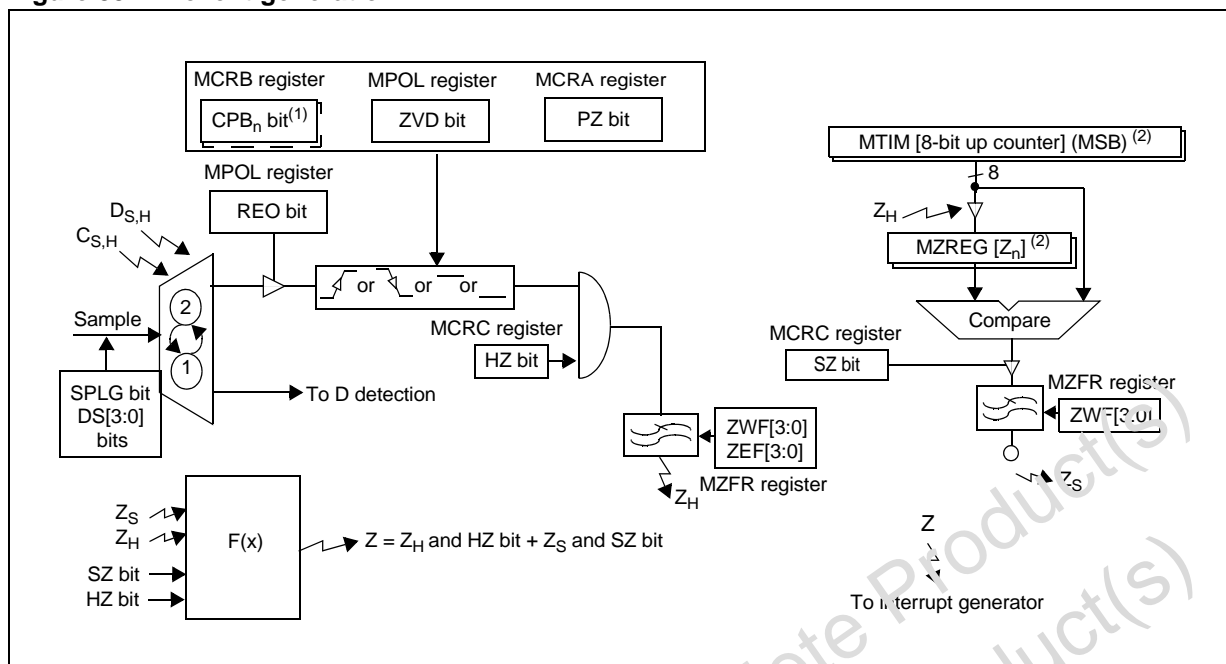 MCRB register
MPOL register
MCRA register
CPBn bit(1)
ZVD bit
PZ bit
MTIM [8-bit up counter] (MSB) (2)
8
MPOL register
REO bit
DS,H
CS,H
ZH
MZREG [Zn] (2)
or or or
2
1
Sample
MCRC register
HZ bit
Compare
MCRC register
SZ bit
SPLG bit
DS[3:0]
bits
To D detection
MZFR register
ZWF[3:0]
ZWF[3:0]
ZEF[3:0]
MZFR register
ZH
ZS
ZS
ZH
SZ bit
HZ bit
F(x)
Z = ZH and HZ bit + ZS and SZ bit
Z
To interrupt generator
Product(s)